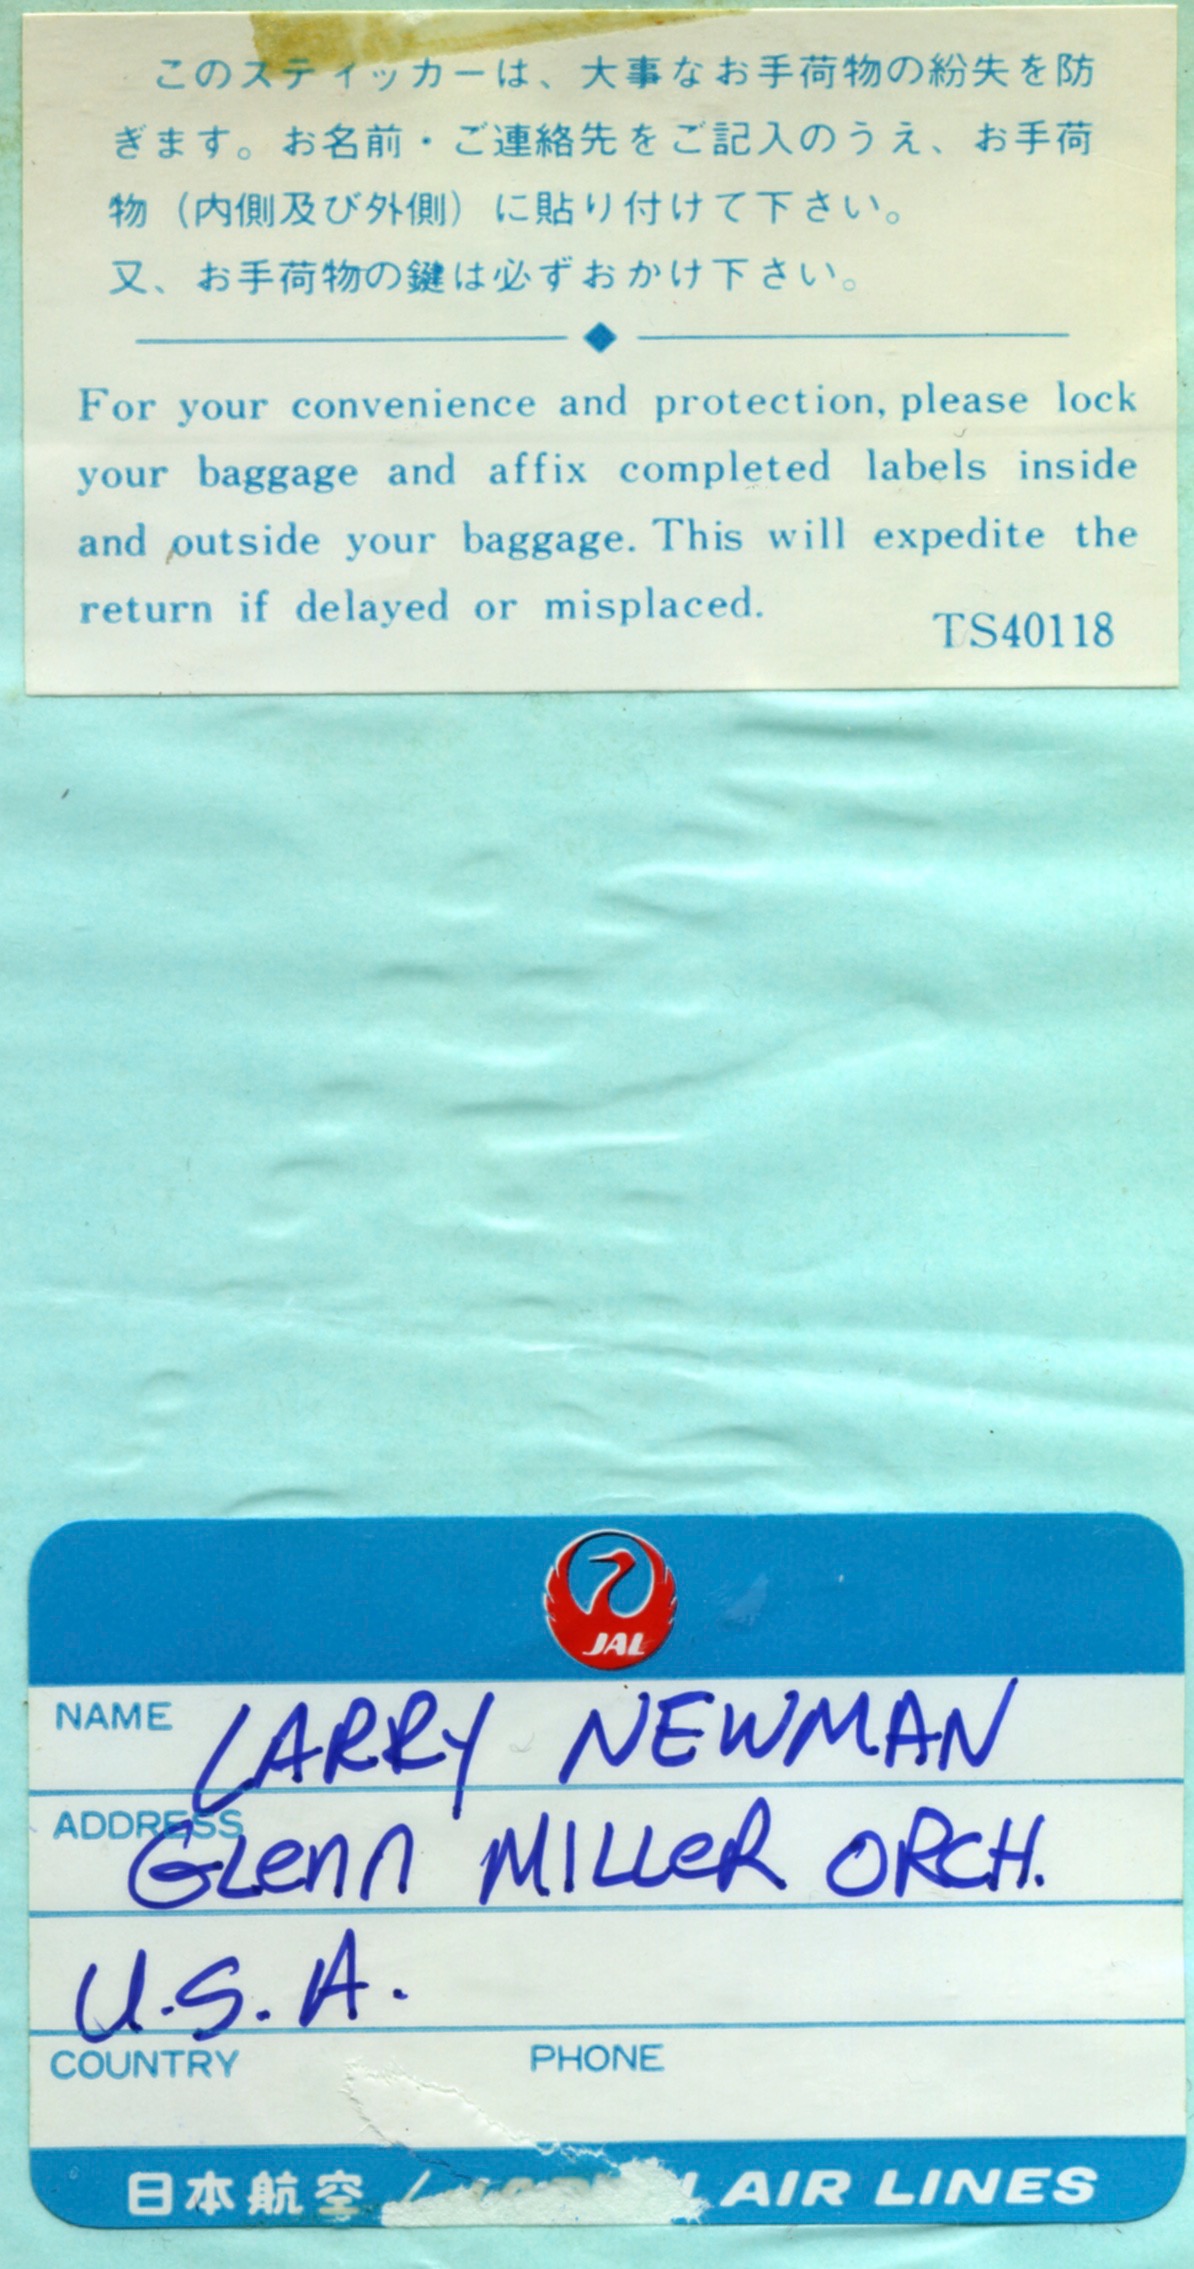 このスティッカーは、大事なお手荷物の紛失を防
ぎます。お名前・ご連絡先をご記入のうえ、お手荷
物（内側及び外側）に貼り付けて下さい。
又、お手荷物の鍵は必ずおかけ下さい。
For your convenience and protection, please lock
your baggage and affix completed labels inside
and outside your baggage. This will expedite the
return if delayed or misplaced.
TS40118
JAL
NAME LARRY NEWMAN
ADDRESS GLenn MILLeR ORCH.
U.S.A.
COUNTRY PHONE
日本航空 / AIR LINES